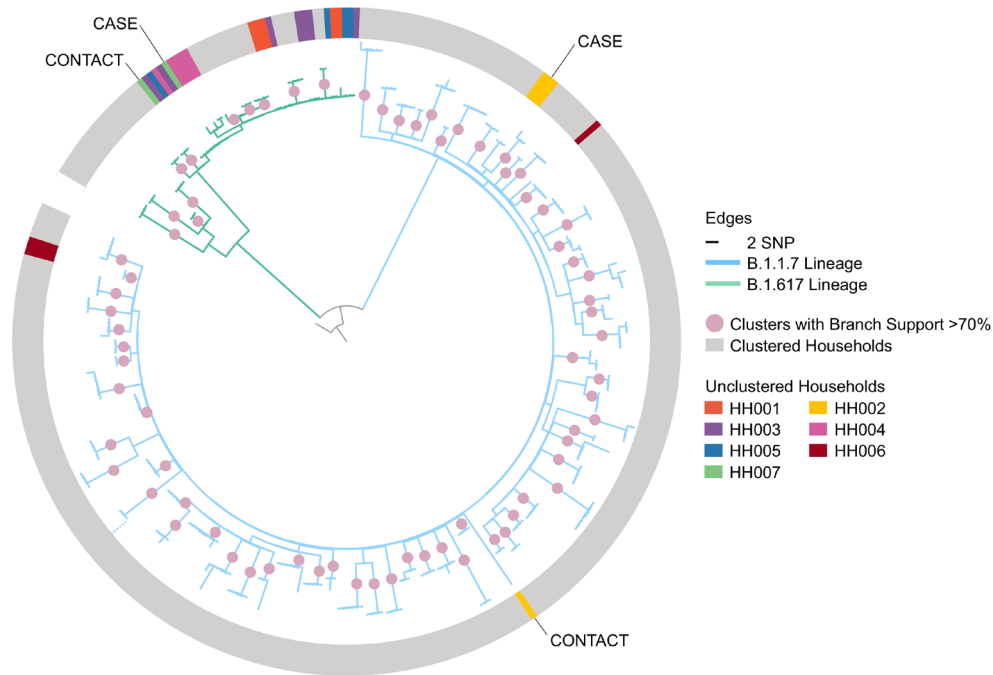 CASE
CONTACT
CASE
Edges
2 SNP
B.1.1.7 Lineage
B.1.617 Lineage
Clusters with Branch Support >70%
Clustered Households
Unclustered Households
HH001 HH002
HH003 HH004
HH005 HH006
HH007
CONTACT